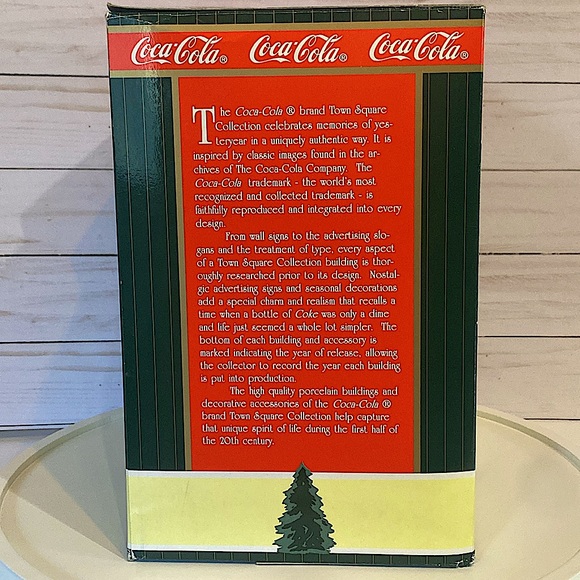 Coca-Cola® Coca-Cola® Coca-Cola®
The Coca-Cola ® brand Town Square
Collection celebrates memories of yes-
teryear in a uniquely authentic way. It is
inspired by classic images found in the ar-
chives of The Coca-Cola Company. The
Coca-Cola trademark - the world's most
recognized and collected trademark - is
faithfully reproduced and integrated into every
design.
From wall signs to the advertising slo-
gans and the treatment of type, every aspect
of a Town Square Collection building is thor-
oughly researched prior to its design. Nostal-
gic advertising signs and seasonal decorations
add a special charm and realism that recalls a
time when a bottle of Coke was only a dime
and life just seemed a whole lot simpler. The
bottom of each building and accessory is
marked indicating the year of release, allowing
the collector to record the year each building
is put into production.
The high quality porcelain buildings and
decorative accessories of the Coca-Cola ®
brand Town Square Collection help capture
that unique spirit of life during the first half of
the 20th century.